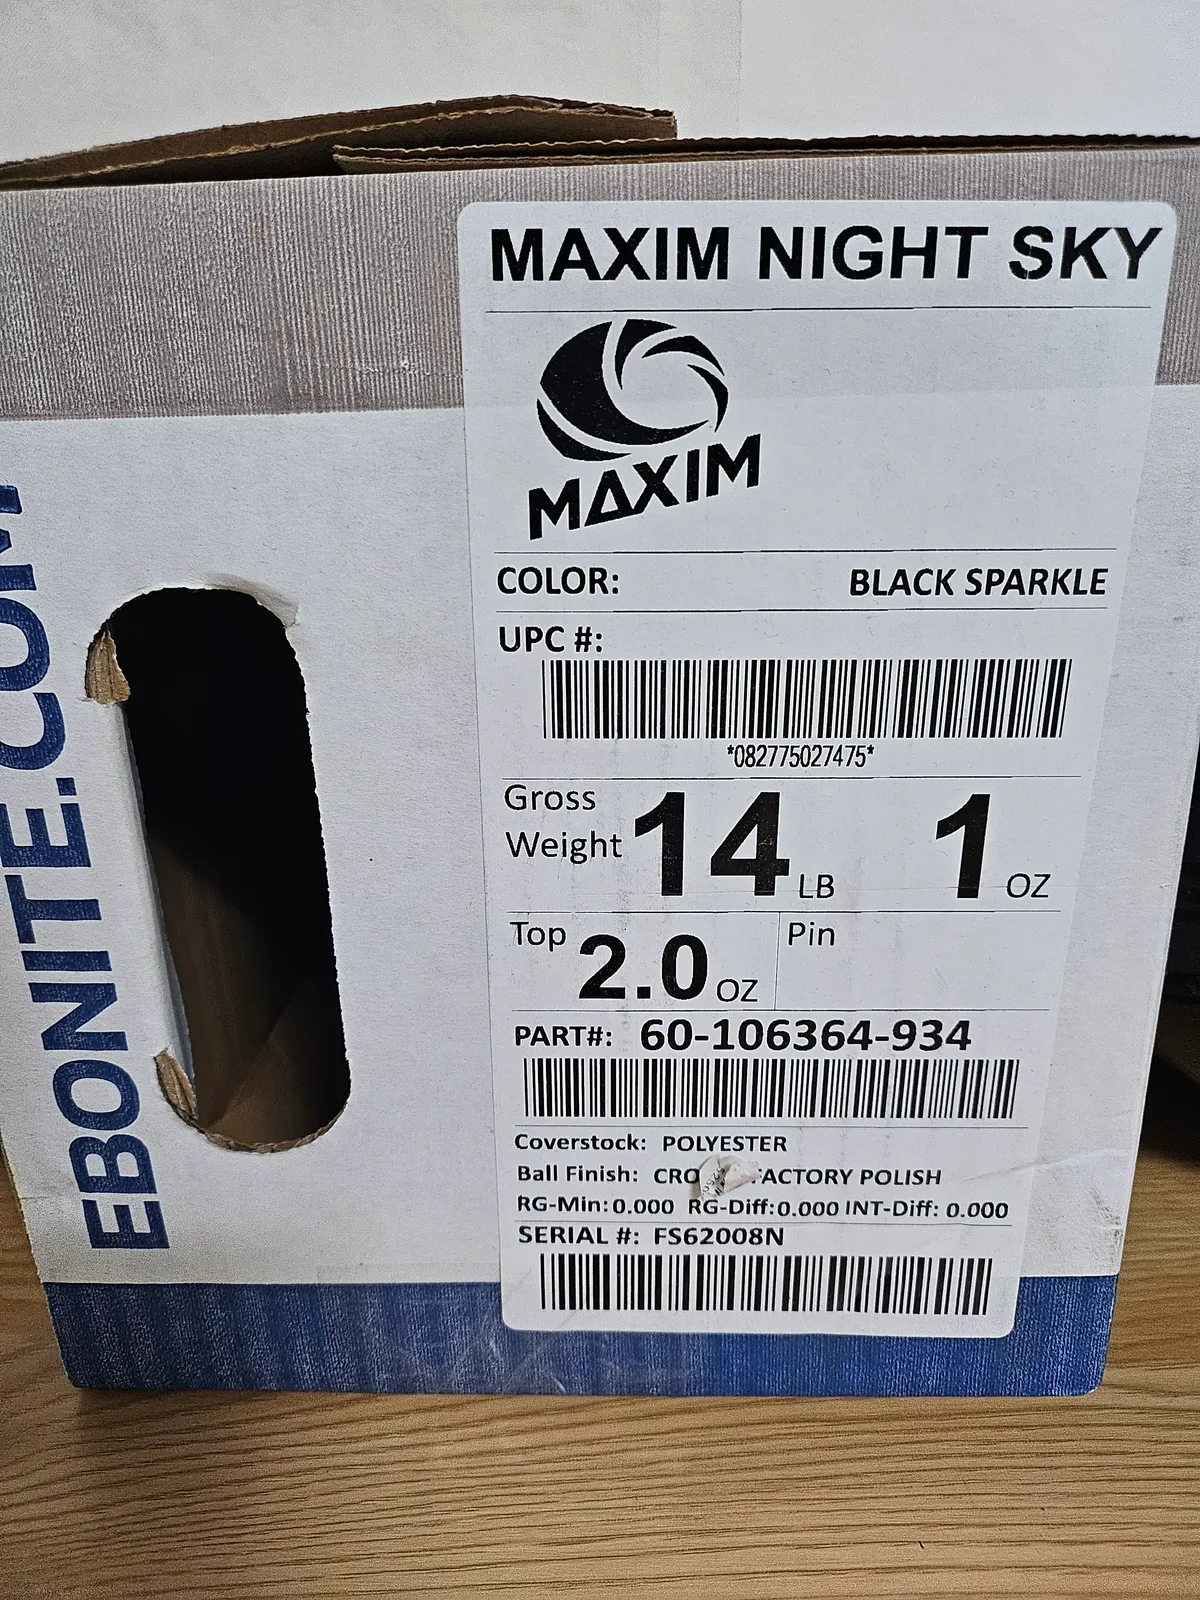 MAXIM NIGHT SKY
MAXIM
COLOR: BLACK SPARKLE
UPC #:
*082775027475*
Gross Weight 14 LB 1 OZ
Top 2.0 OZ Pin
PART#: 60-106364-934
Coverstock: POLYESTER
Ball Finish: POLISH
RG-Min: 0.000 RG-Diff: 0.000 INT-Diff: 0.000
SERIAL #: FS62008N
EBONITE.COM